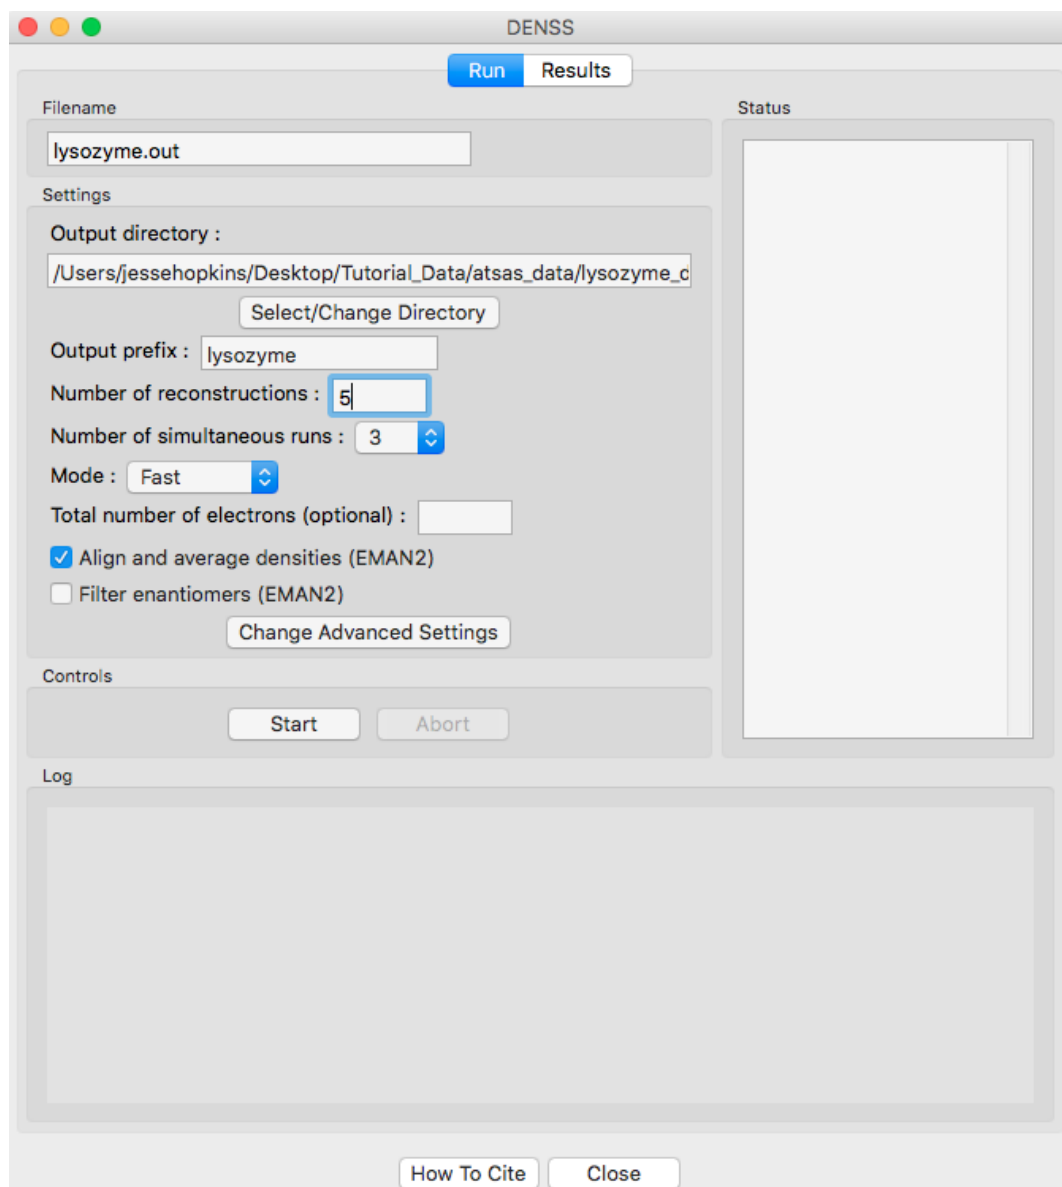 DENSS
Run Results
Filename
Status
lysozyme.out
Settings
Output directory :
/Users/jessehopkins/Desktop/Tutorial_Data/atsas_data/lysozyme_d
Select/Change Directory
Output prefix : lysozyme
Number of reconstructions : 5
Number of simultaneous runs : 3
Mode : Fast
Total number of electrons (optional) :
Align and average densities (EMAN2)
Filter enantiomers (EMAN2)
Change Advanced Settings
Controls
Start Abort
Log
How To Cite Close